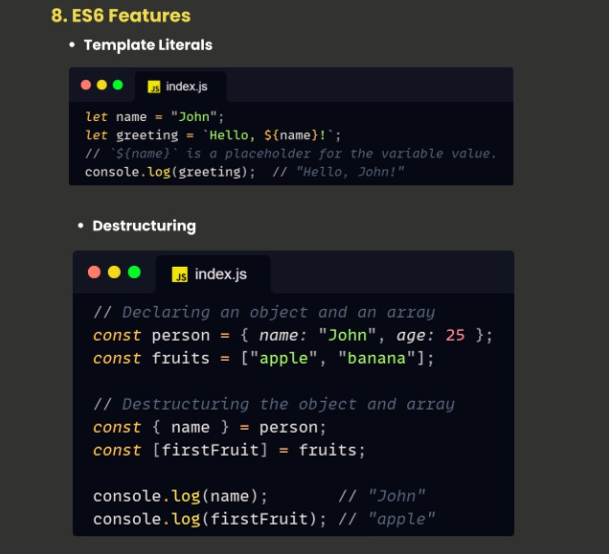 8. ES6 Features
• Template Literals
JS index.js
let name = "John";
let greeting = `Hello, ${name}!`;
// `${name}` is a placeholder for the variable value.
console.log(greeting);  // "Hello, John!"
• Destructuring
JS index.js
// Declaring an object and an array
const person = { name: "John", age: 25 };
const fruits = ["apple", "banana"];
// Destructuring the object and array
const { name } = person;
const [firstFruit] = fruits;
console.log(name);       // "John"
console.log(firstFruit); // "apple"